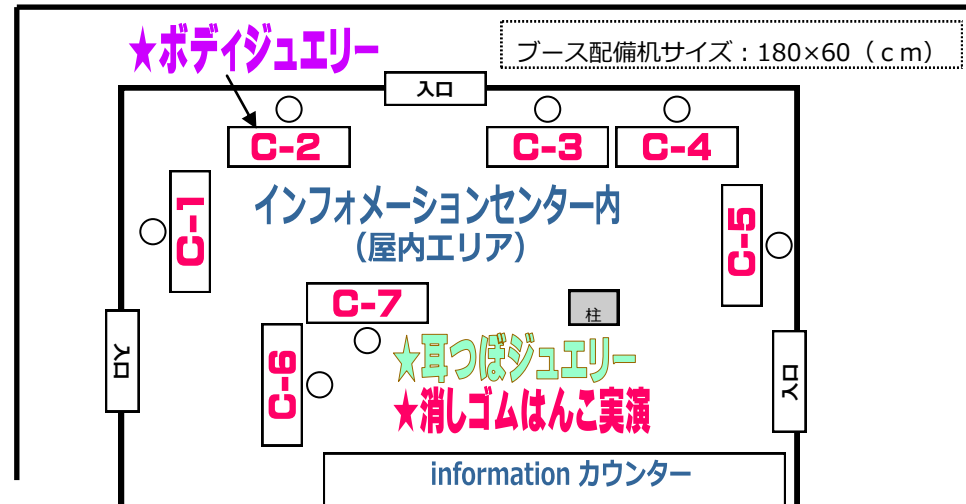 ★ボディジュエリー
ブース配備机サイズ：180×60（ｃｍ）
入口
C-2
C-3
C-4
C-1
インフォメーションセンター内
（屋内エリア）
C-5
C-7
柱
入口
C-6
★耳つぼジュエリー
★消しゴムはんこ実演
入口
information カウンター